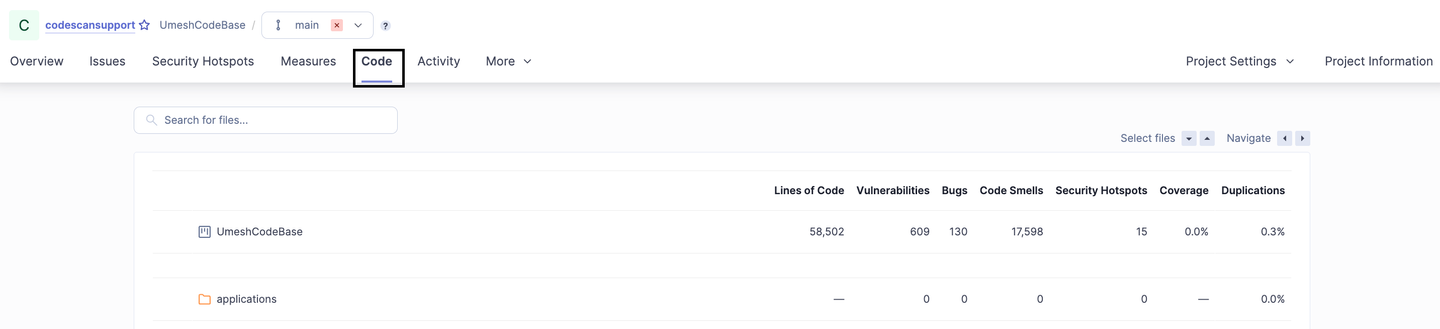 C codescansupport UmeshCodeBase / main ?
Overview Issues Security Hotspots Measures Code Activity More Project Settings Project Information
Search for files...
Select files Navigate
Lines of Code Vulnerabilities Bugs Code Smells Security Hotspots Coverage Duplications
UmeshCodeBase 58,502 609 130 17,598 15 0.0% 0.3%
applications — 0 0 0 0 — 0.0%